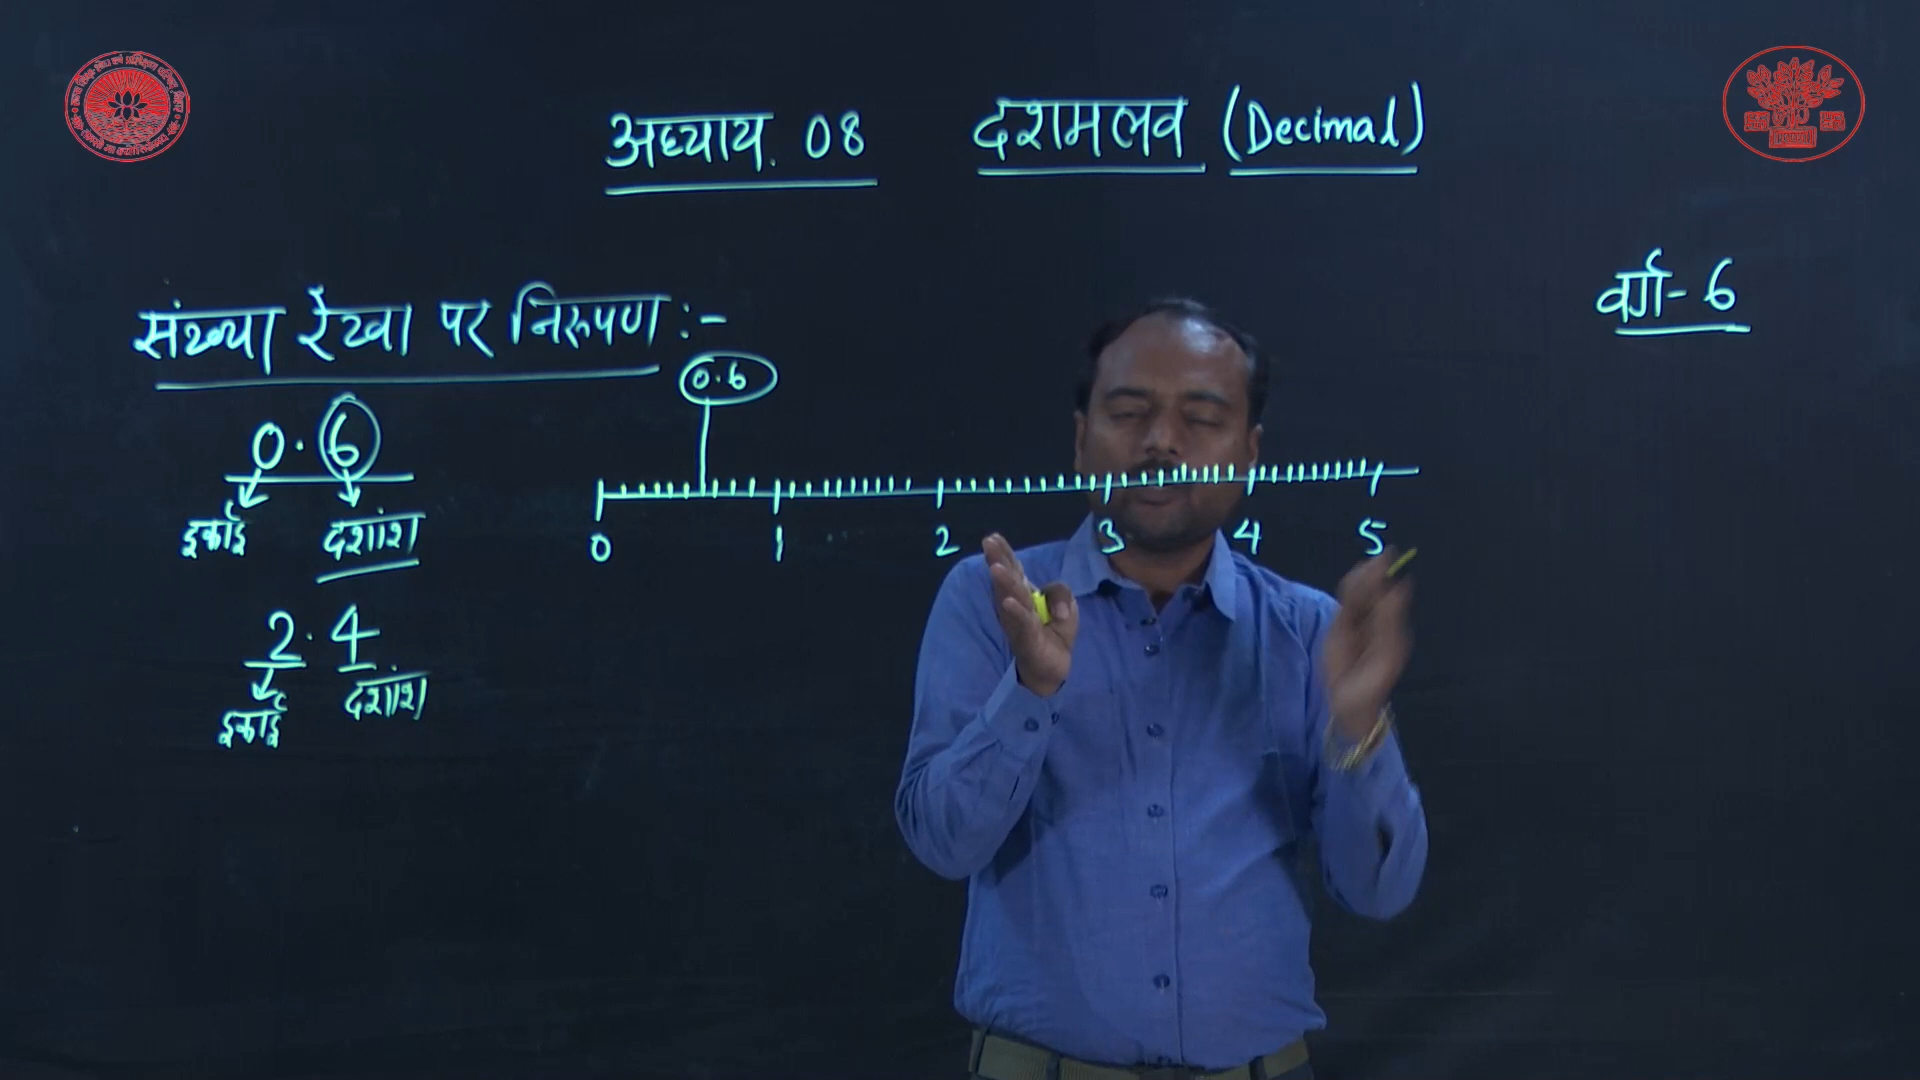 अध्याय. 08 दशमलव (Decimal)
वर्ग- 6
संख्या रेखा पर निरुपण :-
0.6
0.6
इकाई दशांश
0 1 2 3 4 5
2.4
इकाई दशांश